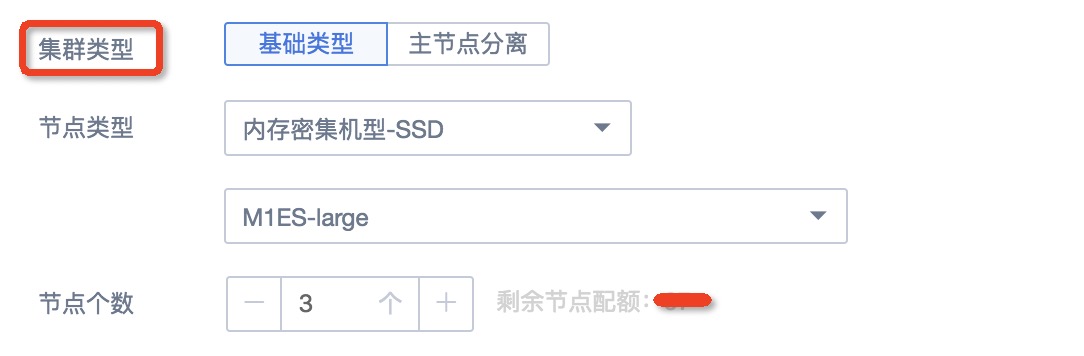 集群类型 基础类型 主节点分离
节点类型 内存密集机型-SSD
M1ES-large
节点个数 — 3 个 + 剩余节点配额：